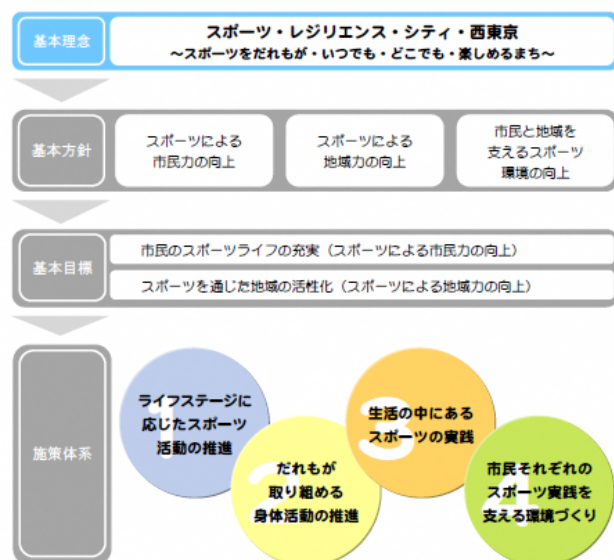 基本理念
スポーツ・レジリエンス・シティ・西東京
～スポーツをだれもが・いつでも・どこでも・楽しめるまち～
基本方針
スポーツによる
市民力の向上
スポーツによる
地域力の向上
市民と地域を
支えるスポーツ
環境の向上
基本目標
市民のスポーツライフの充実（スポーツによる市民力の向上）
スポーツを通じた地域の活性化（スポーツによる地域力の向上）
施策体系
1
ライフステージに
応じたスポーツ
活動の推進
2
だれもが
取り組める
身体活動の推進
3
生活の中にある
スポーツの実践
4
市民それぞれの
スポーツ実践を
支える環境づくり